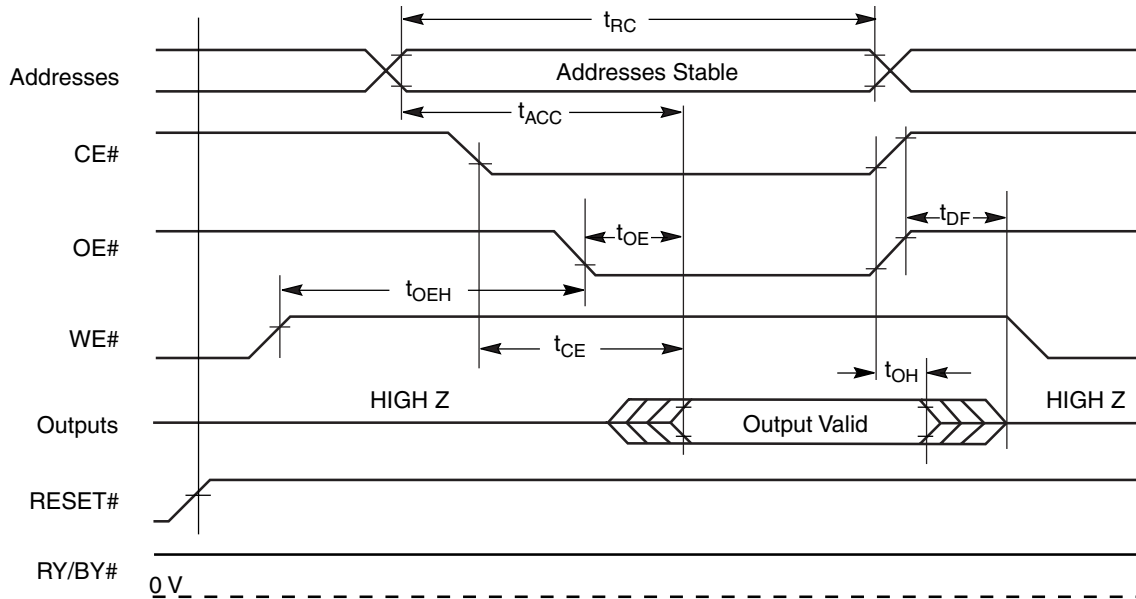 tRC
Addresses
Addresses Stable
tACC
CE#
tDF
OE#
tOE
tOEH
WE#
tCE
tOH
HIGH Z
HIGH Z
Outputs
Output Valid
RESET#
RY/BY#
0 V